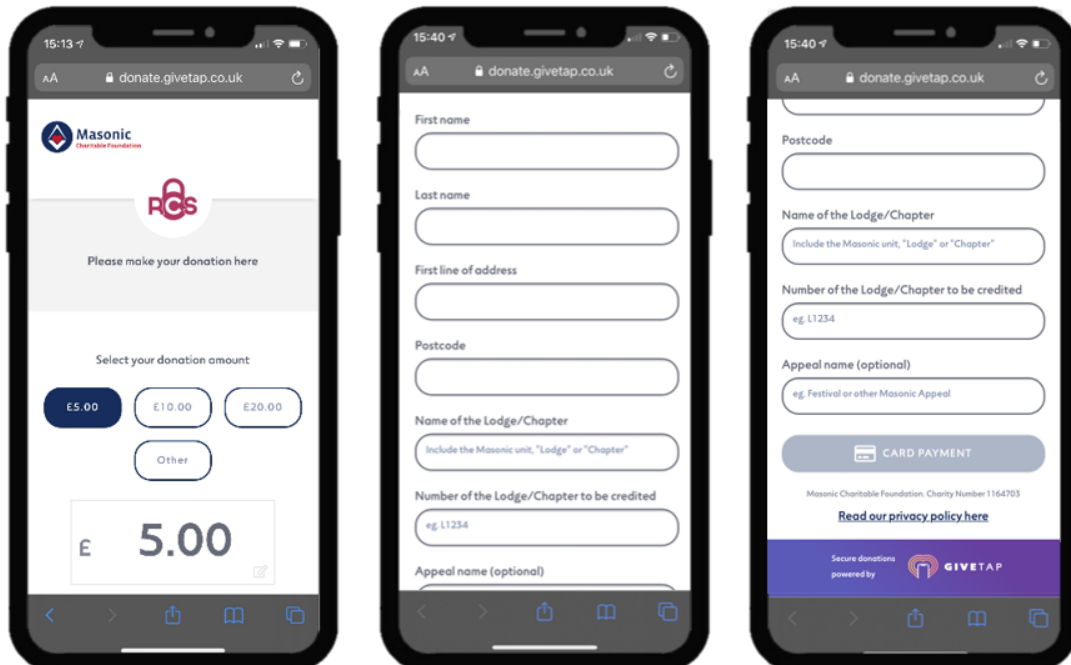 15:13
AA donate.givetap.co.uk
Masonic
Charitable Foundation
RCS
Please make your donation here
Select your donation amount
£5.00 £10.00 £20.00
Other
£ 5.00
15:40
AA donate.givetap.co.uk
First name
Last name
First line of address
Postcode
Name of the Lodge/Chapter
Include the Masonic unit, "Lodge" or "Chapter"
Number of the Lodge/Chapter to be credited
eg. L1234
Appeal name (optional)
15:40
AA donate.givetap.co.uk
Postcode
Name of the Lodge/Chapter
Include the Masonic unit, "Lodge" or "Chapter"
Number of the Lodge/Chapter to be credited
eg. L1234
Appeal name (optional)
eg. Festival or other Masonic Appeal
CARD PAYMENT
Masonic Charitable Foundation. Charity Number 1164703
Read our privacy policy here
Secure donations
powered by
GIVETAP